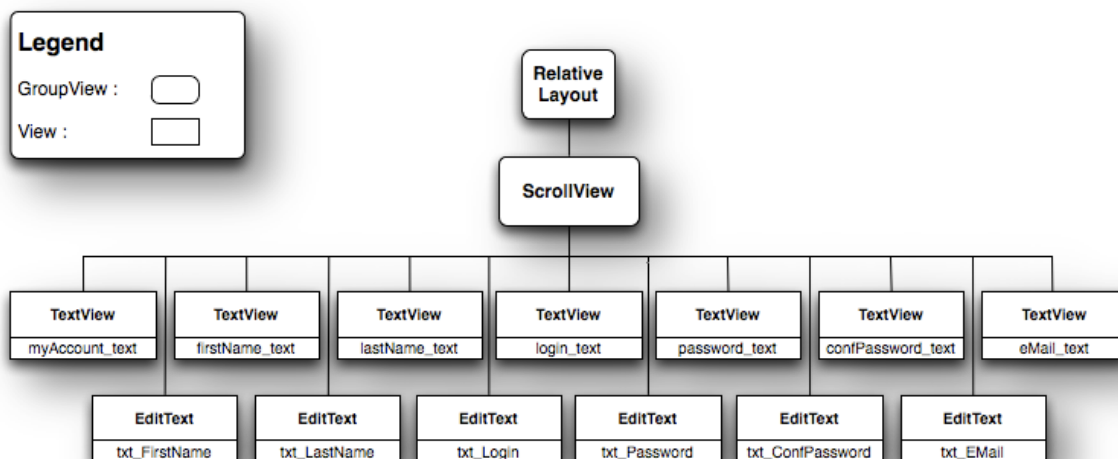 Legend
GroupView :
View :
Relative
Layout
ScrollView
TextView
myAccount_text
TextView
firstName_text
TextView
lastName_text
TextView
login_text
TextView
password_text
TextView
confPassword_text
TextView
eMail_text
EditText
txt_FirstName
EditText
txt_LastName
EditText
txt_Login
EditText
txt_Password
EditText
txt_ConfPassword
EditText
txt_EMail